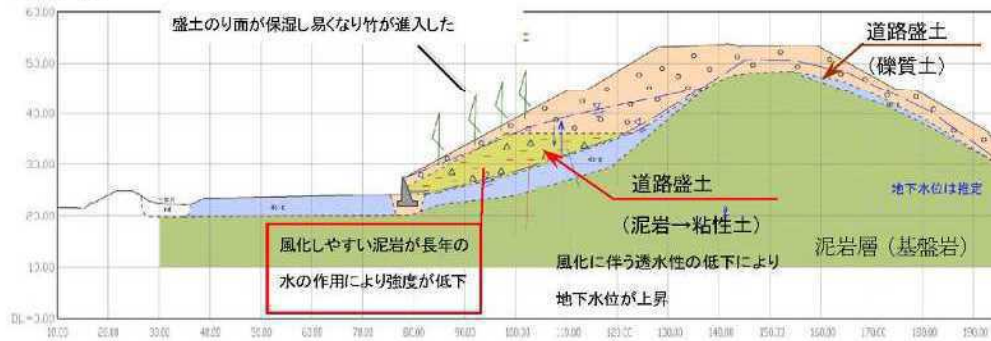 盛土のり面が保湿し易くなり竹が進入した
道路盛土
(礫質土)
道路盛土
(泥岩→粘性土)
地下水位は推定
泥岩層(基盤岩)
風化しやすい泥岩が長年の
水の作用により強度が低下
風化に伴う透水性の低下により
地下水位が上昇
60.00
50.00
40.00
30.00
20.00
10.00
DL=0.00
10.00 20.00 30.00 40.00 50.00 60.00 70.00 80.00 90.00 100.00 110.00 120.00 130.00 140.00 150.00 160.00 170.00 180.00 190.00